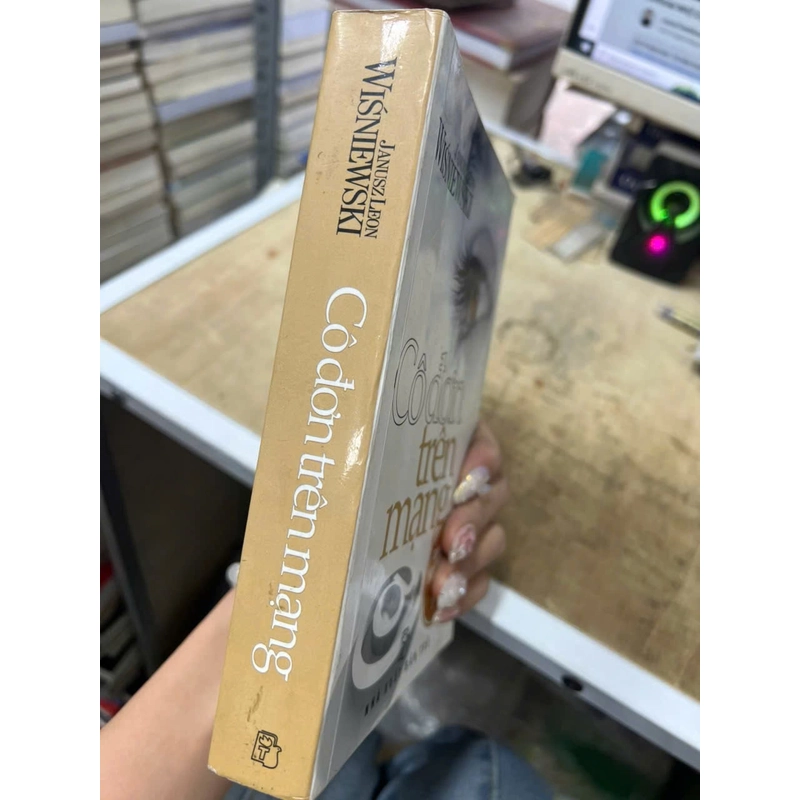 JANUSZ LEON
WIŚNIEWSKI
Cô đơn trên mạng
Cô đơn
trên
mạng